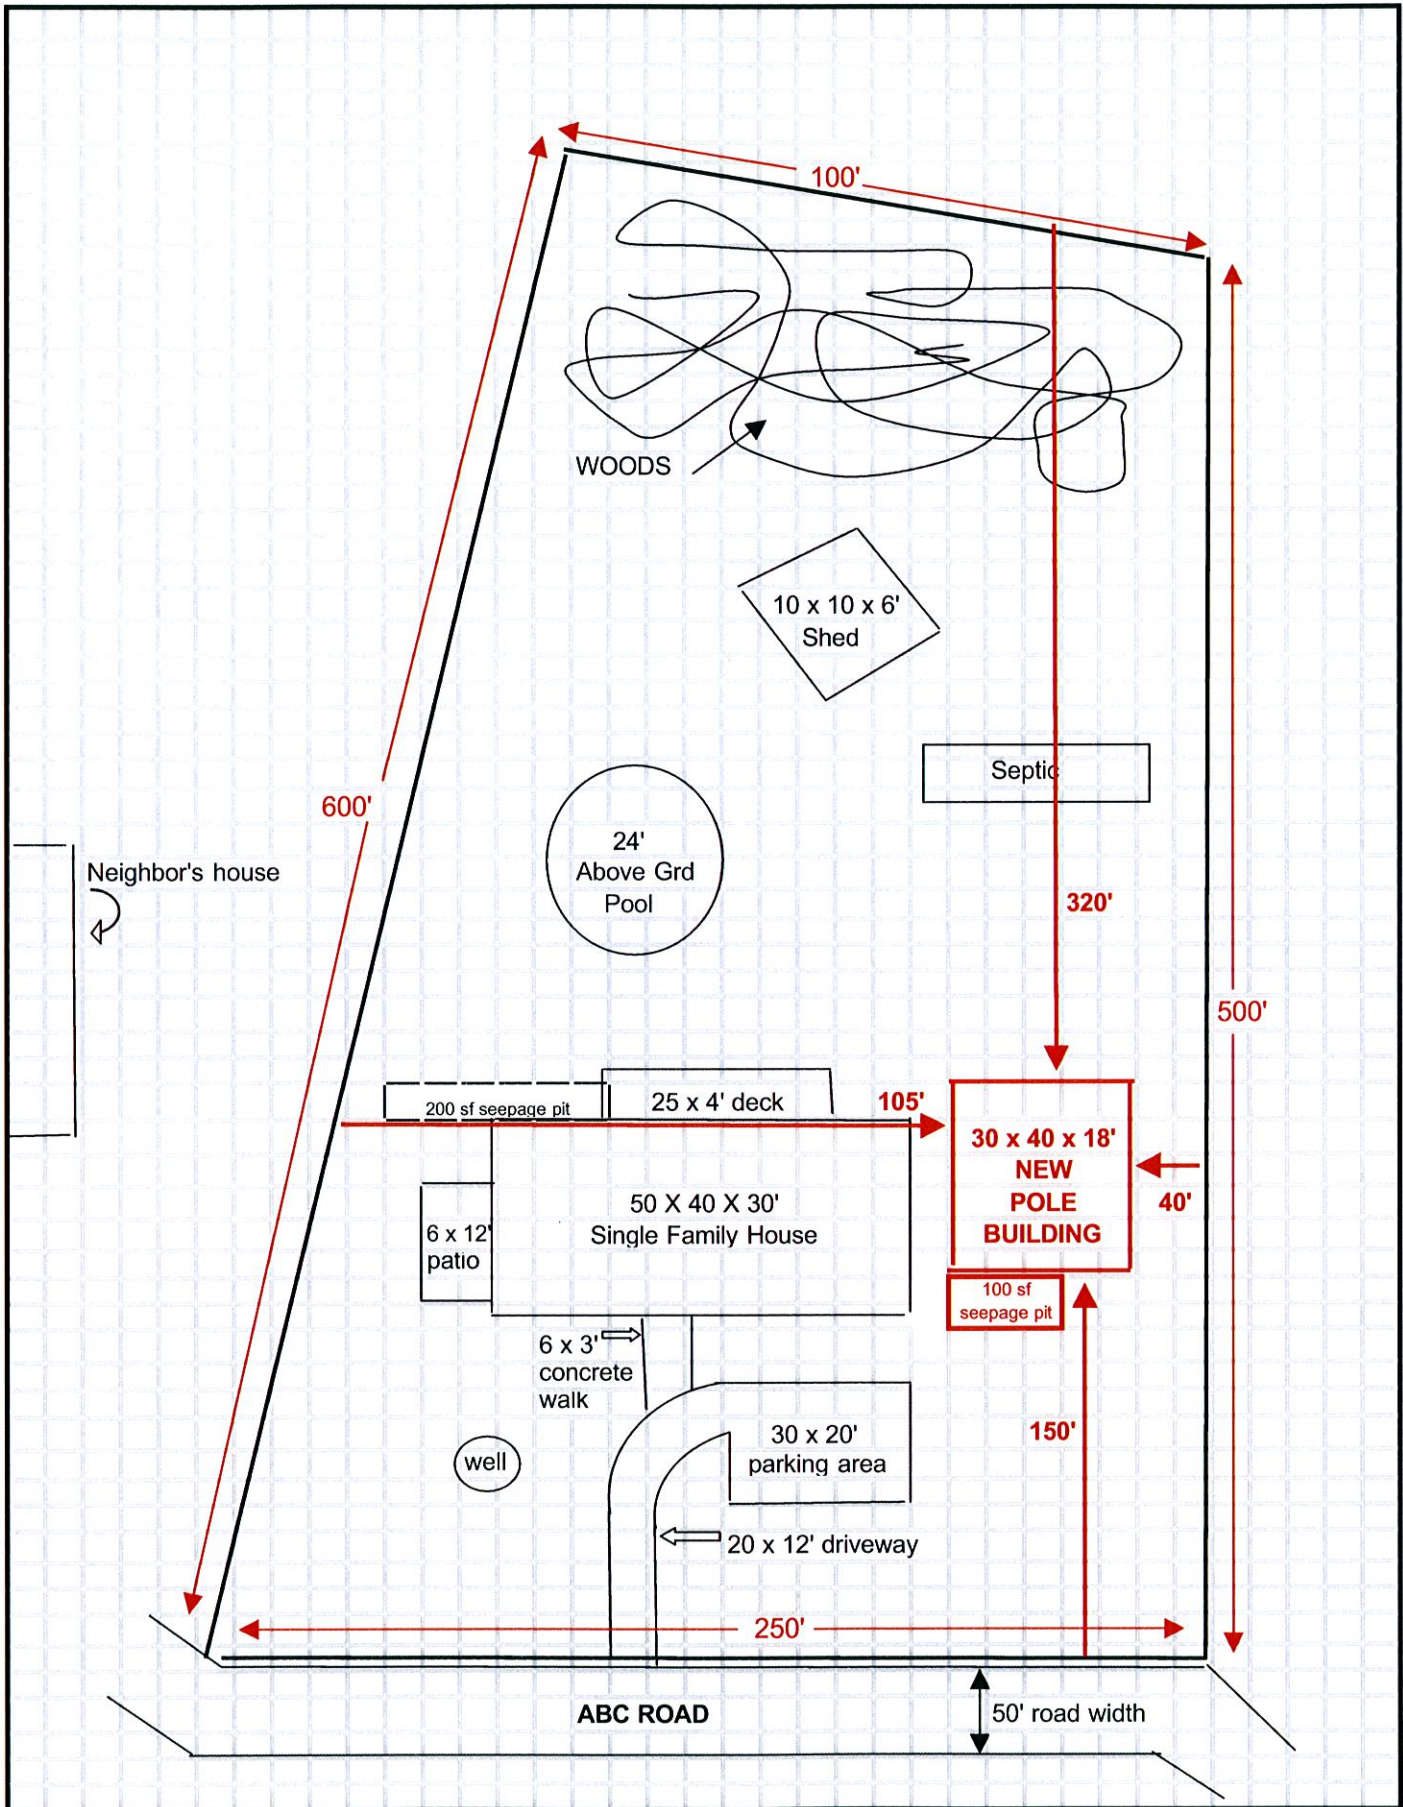 100'
WOODS
10 x 10 x 6'
Shed
Septic
600'
24'
Above Grd
Pool
Neighbor's house
320'
500'
200 sf seepage pit
25 x 4' deck
105'
30 x 40 x 18'
NEW
POLE
BUILDING
40'
50 X 40 X 30'
Single Family House
6 x 12'
patio
100 sf
seepage pit
6 x 3'
concrete
walk
30 x 20'
parking area
150'
well
20 x 12' driveway
250'
ABC ROAD
50' road width